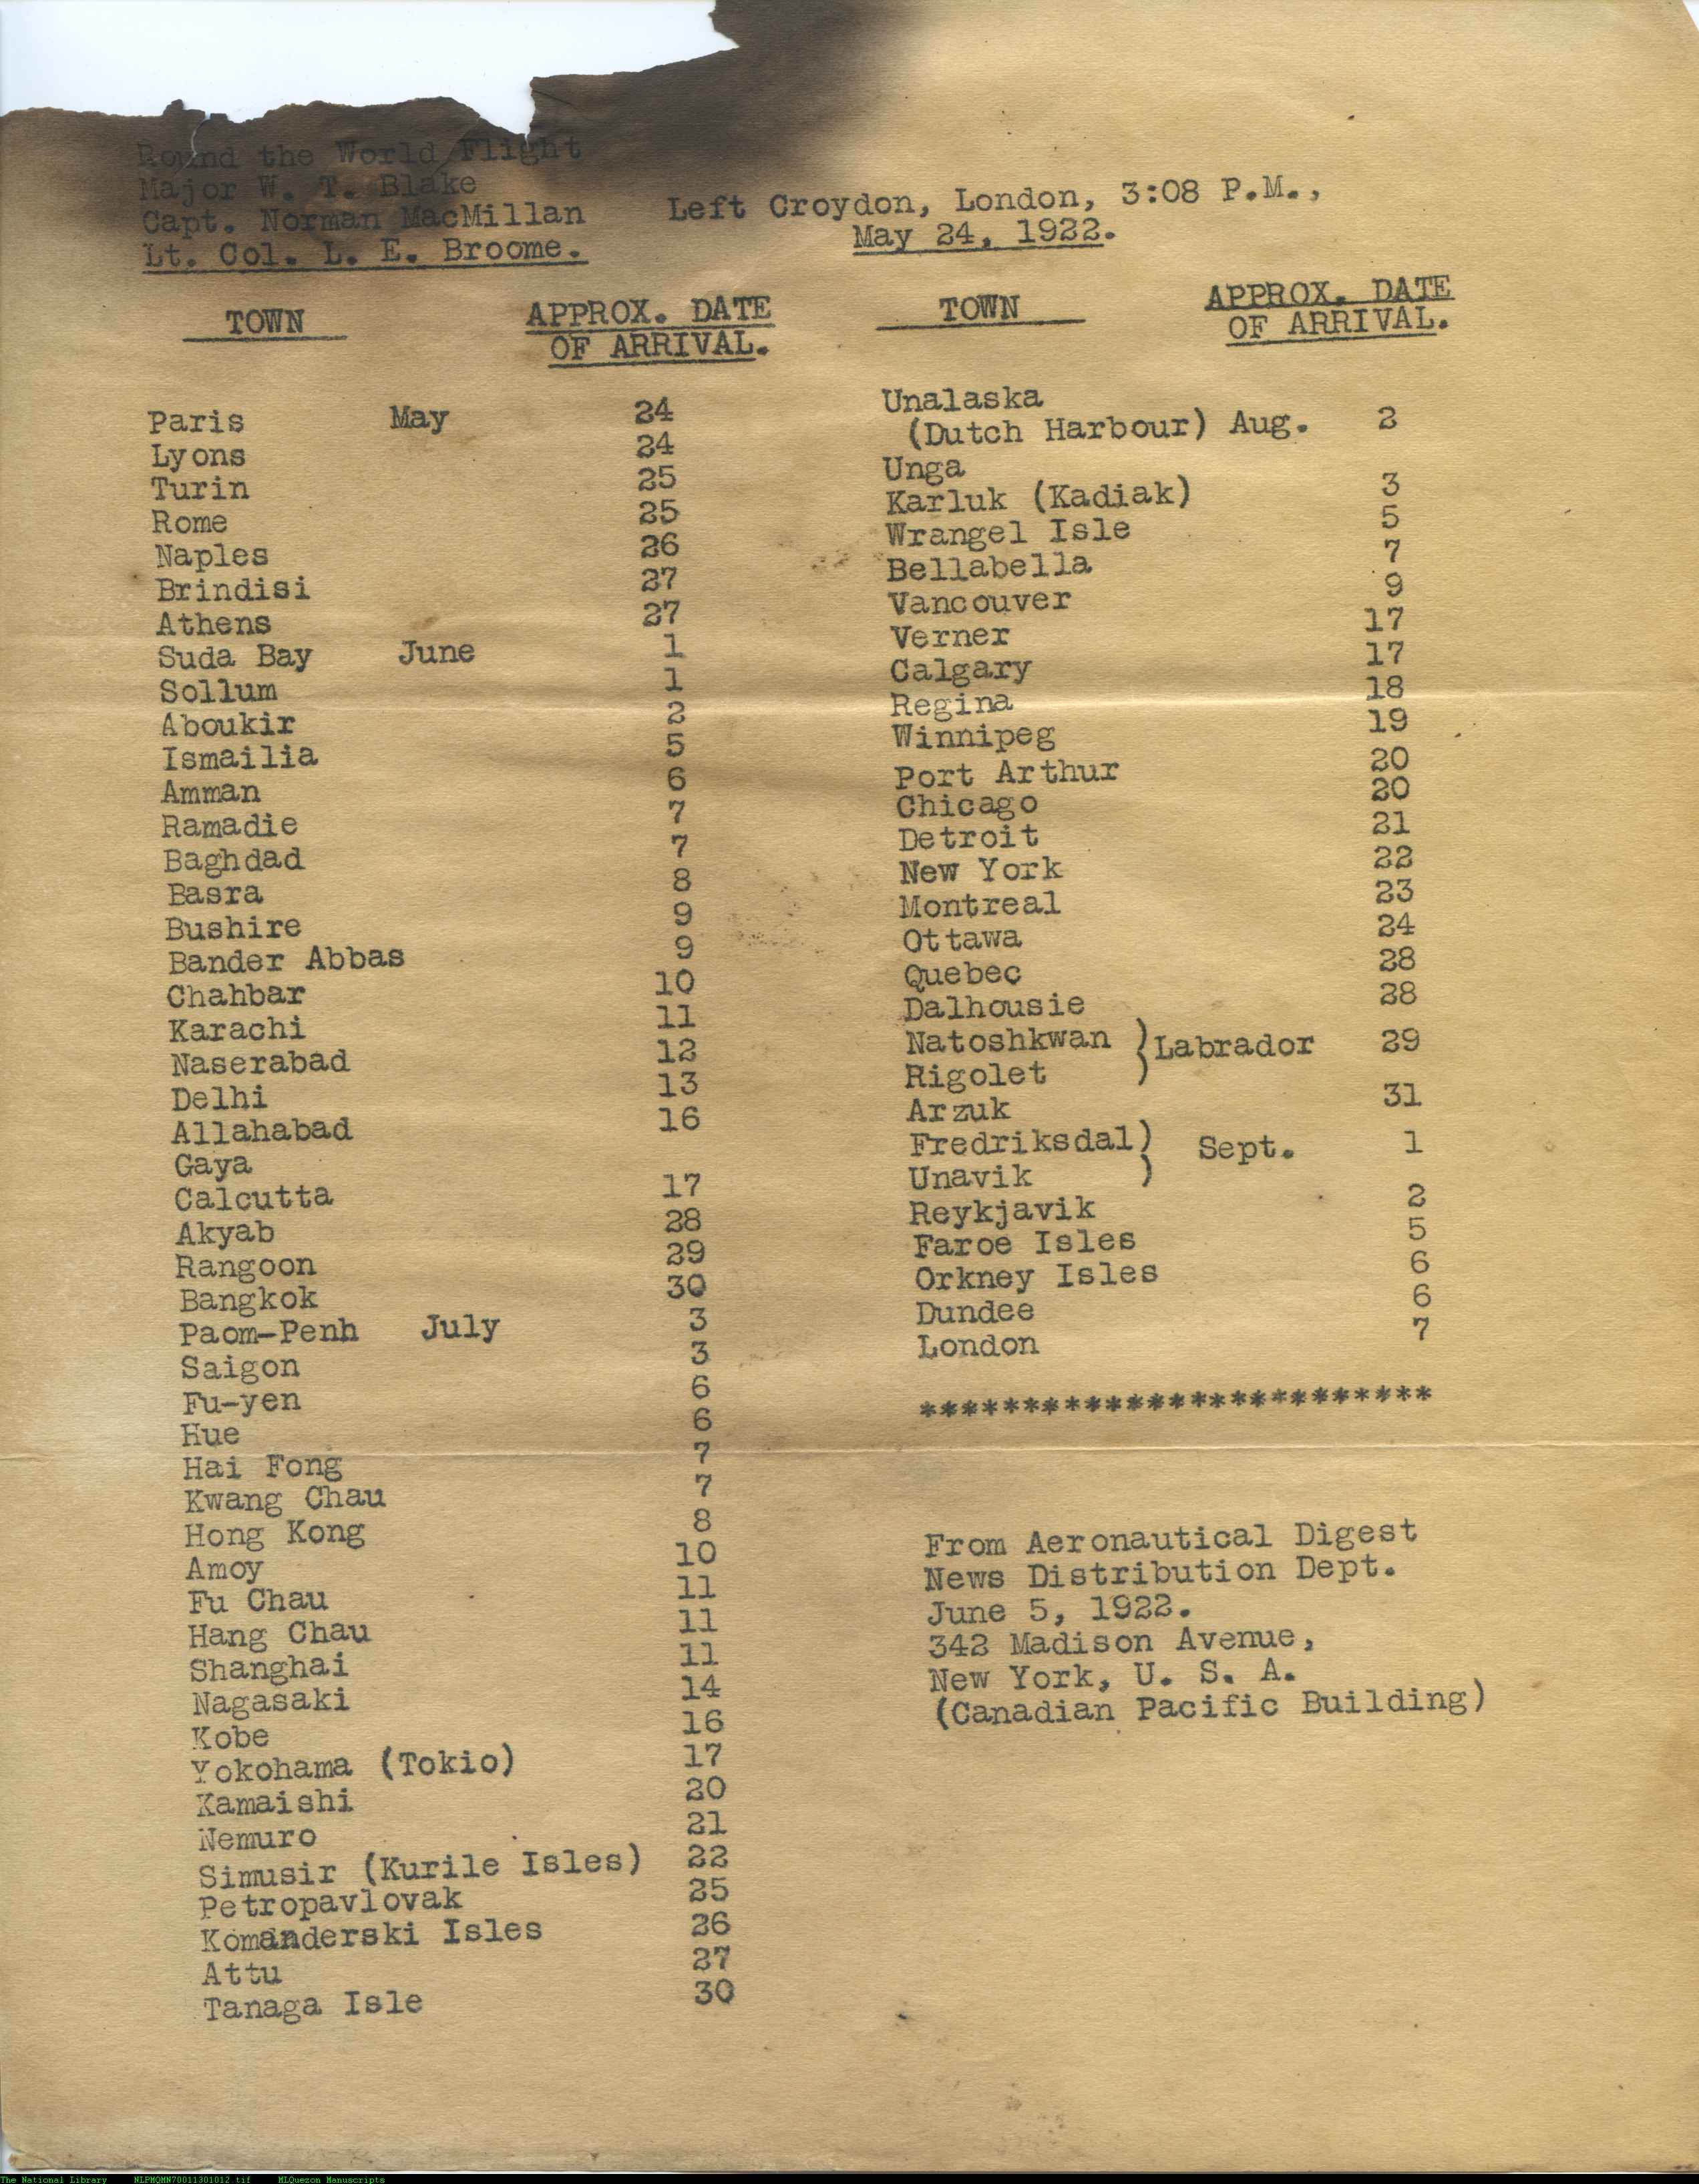 Round the World Flight
Major W. T. Blake
Capt. Norman MacMillan
Lt. Col. L. E. Broome.
Left Croydon, London, 3:08 P.M.,
May 24, 1922.
TOWN APPROX. DATE
OF ARRIVAL.
Paris May 24
Lyons 24
Turin 25
Rome 25
Naples 26
Brindisi 27
Athens 27
Suda Bay June 1
Sollum 1
Aboukir 2
Ismailia 5
Amman 6
Ramadie 7
Baghdad 7
Basra 8
Bushire 9
Bander Abbas 9
Chahbar 10
Karachi 11
Naserabad 12
Delhi 13
Allahabad 16
Gaya
Calcutta 17
Akyab 28
Rangoon 29
Bangkok 30
Paom-Penh July 3
Saigon 3
Fu-yen 6
Hue 6
Hai Fong 7
Kwang Chau 7
Hong Kong 8
Amoy 10
Fu Chau 11
Hang Chau 11
Shanghai 11
Nagasaki 14
Kobe 16
Yokohama (Tokio) 17
Kamaishi 20
Nemuro 21
Simusir (Kurile Isles) 22
Petropavlovak 25
Komanderski Isles 26
Attu 27
Tanaga Isle 30
TOWN APPROX. DATE
OF ARRIVAL.
Unalaska
(Dutch Harbour) Aug. 2
Unga
Karluk (Kadiak) 3
Wrangel Isle 5
Bellabella 7
Vancouver 9
Verner 17
Calgary 17
Regina 18
Winnipeg 19
Port Arthur 20
Chicago 20
Detroit 21
New York 22
Montreal 23
Ottawa 24
Quebec 28
Dalhousie 28
Natoshkwan )Labrador 29
Rigolet )
Arzuk 31
Fredriksdal) Sept. 1
Unavik )
Reykjavik 2
Faroe Isles 5
Orkney Isles 6
Dundee 6
London 7
*************************
From Aeronautical Digest
News Distribution Dept.
June 5, 1922.
342 Madison Avenue,
New York, U. S. A.
(Canadian Pacific Building)
The National Library NLPMQMN70011301012.tif MLQuezon Manuscripts